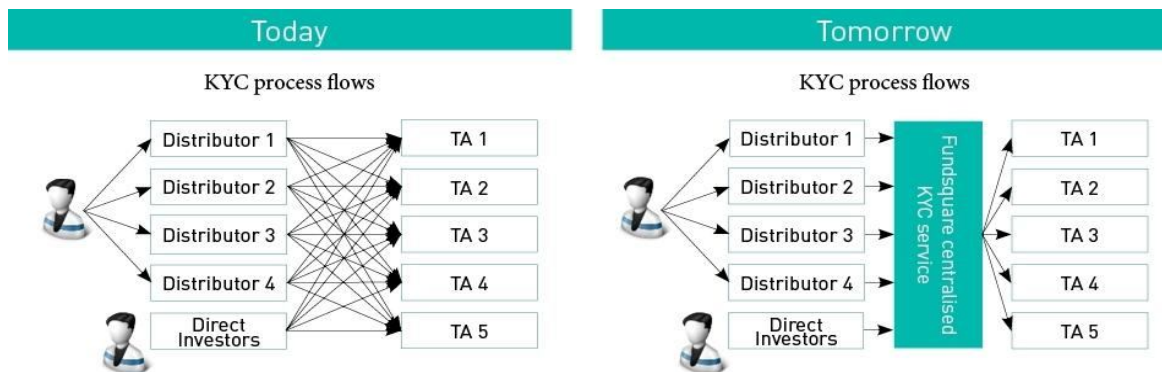 Today
KYC process flows
Distributor 1
Distributor 2
Distributor 3
Distributor 4
Direct
Investors
TA 1
TA 2
TA 3
TA 4
TA 5
Tomorrow
KYC process flows
Distributor 1
Distributor 2
Distributor 3
Distributor 4
Direct
Investors
Fundsquare centralised
KYC service
TA 1
TA 2
TA 3
TA 4
TA 5